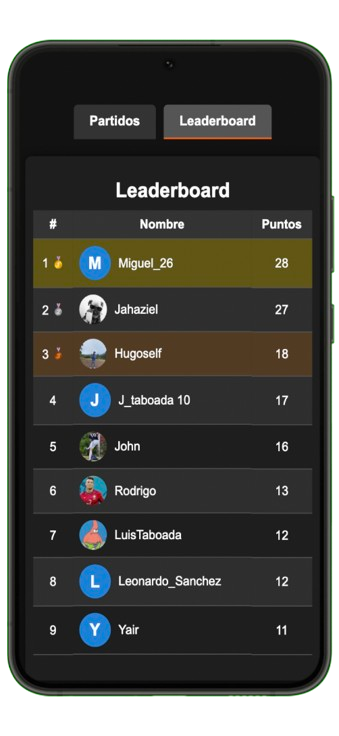 Partidos Leaderboard
Leaderboard
# Nombre Puntos
1 M Miguel_26 28
2 Jahaziel 27
3 Hugoself 18
4 J J_taboada 10 17
5 John 16
6 Rodrigo 13
7 LuisTaboada 12
8 L Leonardo_Sanchez 12
9 Y Yair 11